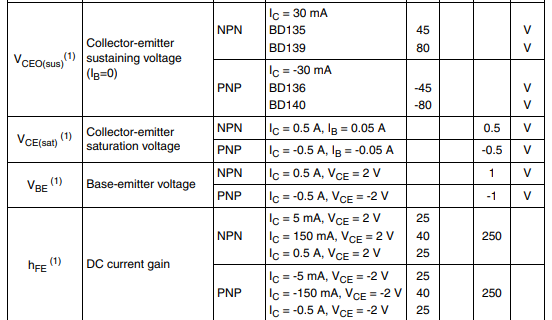 VCEO(sus)(1) Collector-emitter sustaining voltage (IB=0) NPN IC = 30 mA
BD135 45 V
BD139 80 V
PNP IC = -30 mA
BD136 -45 V
BD140 -80 V
VCE(sat) (1) Collector-emitter saturation voltage NPN IC = 0.5 A, IB = 0.05 A 0.5 V
PNP IC = -0.5 A, IB = -0.05 A -0.5 V
VBE (1) Base-emitter voltage NPN IC = 0.5 A, VCE = 2 V 1 V
PNP IC = -0.5 A, VCE = -2 V -1 V
hFE (1) DC current gain NPN IC = 5 mA, VCE = 2 V 25
IC = 150 mA, VCE = 2 V 40 250
IC = 0.5 A, VCE = 2 V 25
PNP IC = -5 mA, VCE = -2 V 25
IC = -150 mA, VCE = -2 V 40 250
IC = -0.5 A, VCE = -2 V 25